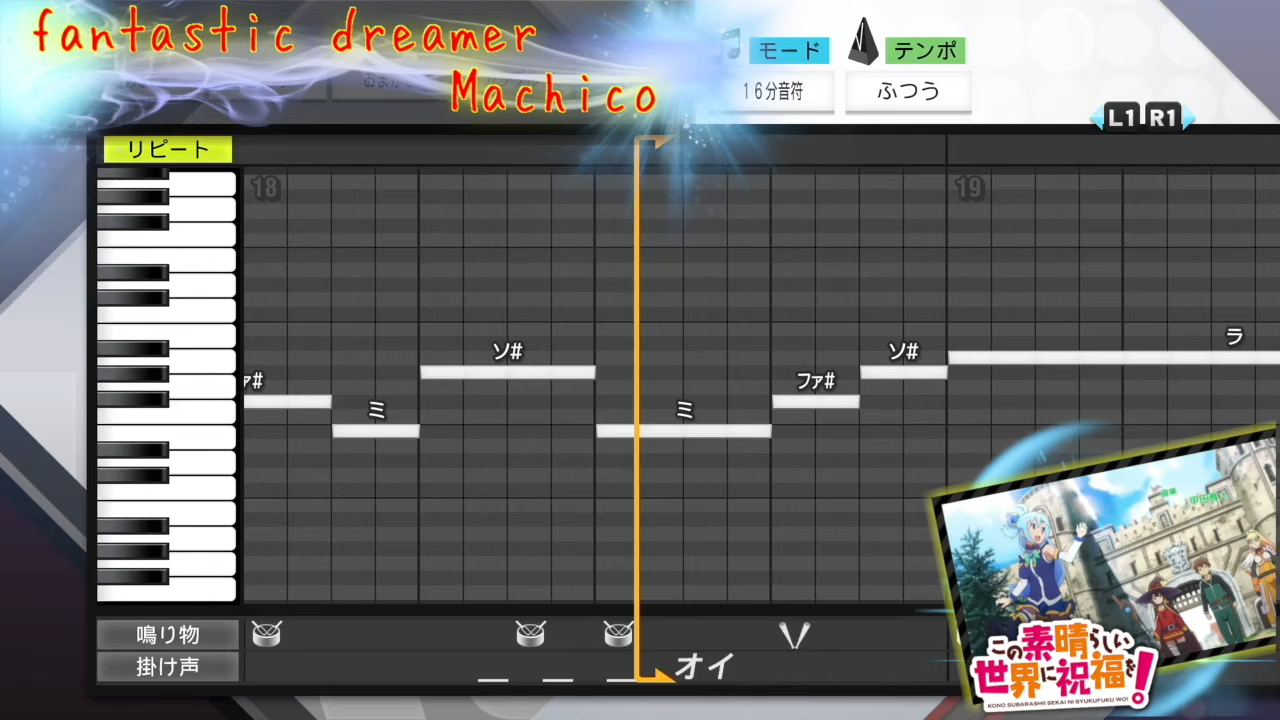 fantastic dreamer
Machico
モード
テンポ
16分音符
ふつう
L1 R1
リピート
18
19
ァ#
ミ
ソ#
ミ
ファ#
ソ#
ラ
鳴り物
掛け声
オイ
音楽
この素晴らしい
世界に祝福を!
KONO SUBARASHII SEKAI NI SYUKUFUKU WO!